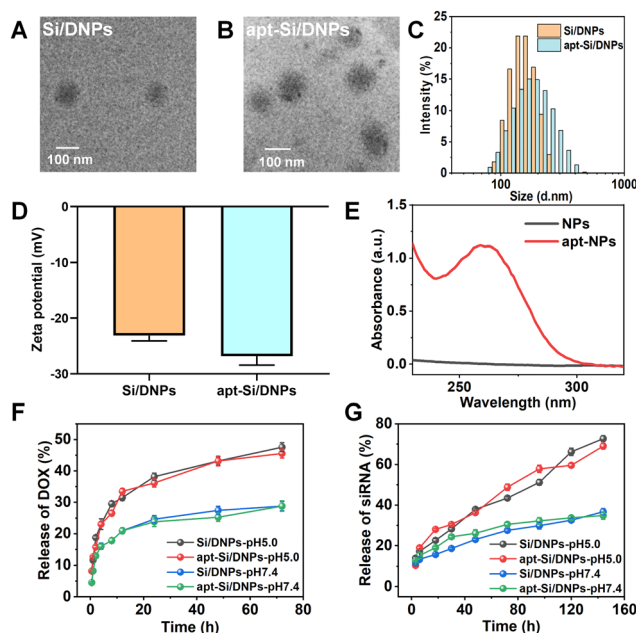 A
Si/DNPs
100 nm
B
apt-Si/DNPs
100 nm
C
Intensity (%)
25
20
15
10
5
0
100
1000
Size (d.nm)
Si/DNPs
apt-Si/DNPs
D
Zeta potential (mV)
0
-10
-20
-30
Si/DNPs
apt-Si/DNPs
E
Absorbance (a.u.)
1.5
1.0
0.5
0.0
250
300
Wavelength (nm)
NPs
apt-NPs
F
Release of DOX (%)
50
40
30
20
10
0
0 20 40 60 80
Time (h)
Si/DNPs-pH5.0
apt-Si/DNPs-pH5.0
Si/DNPs-pH7.4
apt-Si/DNPs-pH7.4
G
Release of siRNA (%)
80
60
40
20
0
0 20 40 60 80 100 120 140 160
Time (h)
Si/DNPs-pH5.0
apt-Si/DNPs-pH5.0
Si/DNPs-pH7.4
apt-Si/DNPs-pH7.4